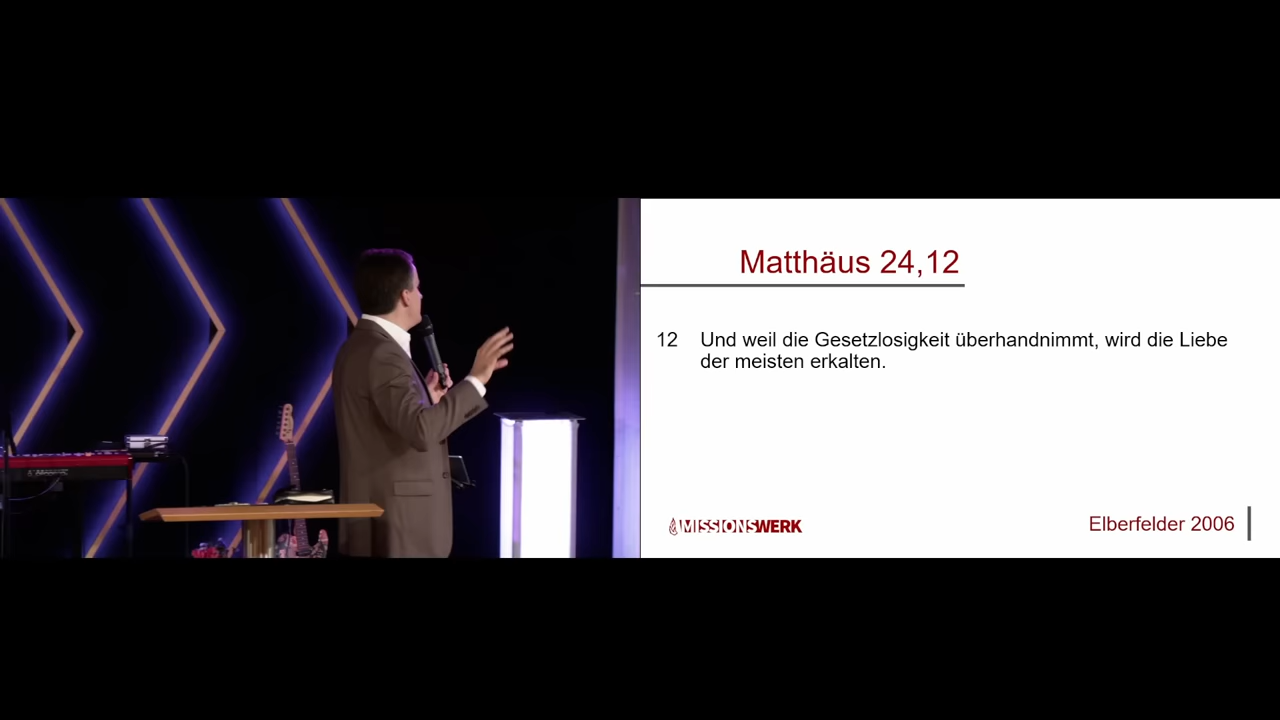 Matthäus 24,12
12 Und weil die Gesetzlosigkeit überhandnimmt, wird die Liebe
der meisten erkalten.
MISSIONSWERK
Elberfelder 2006